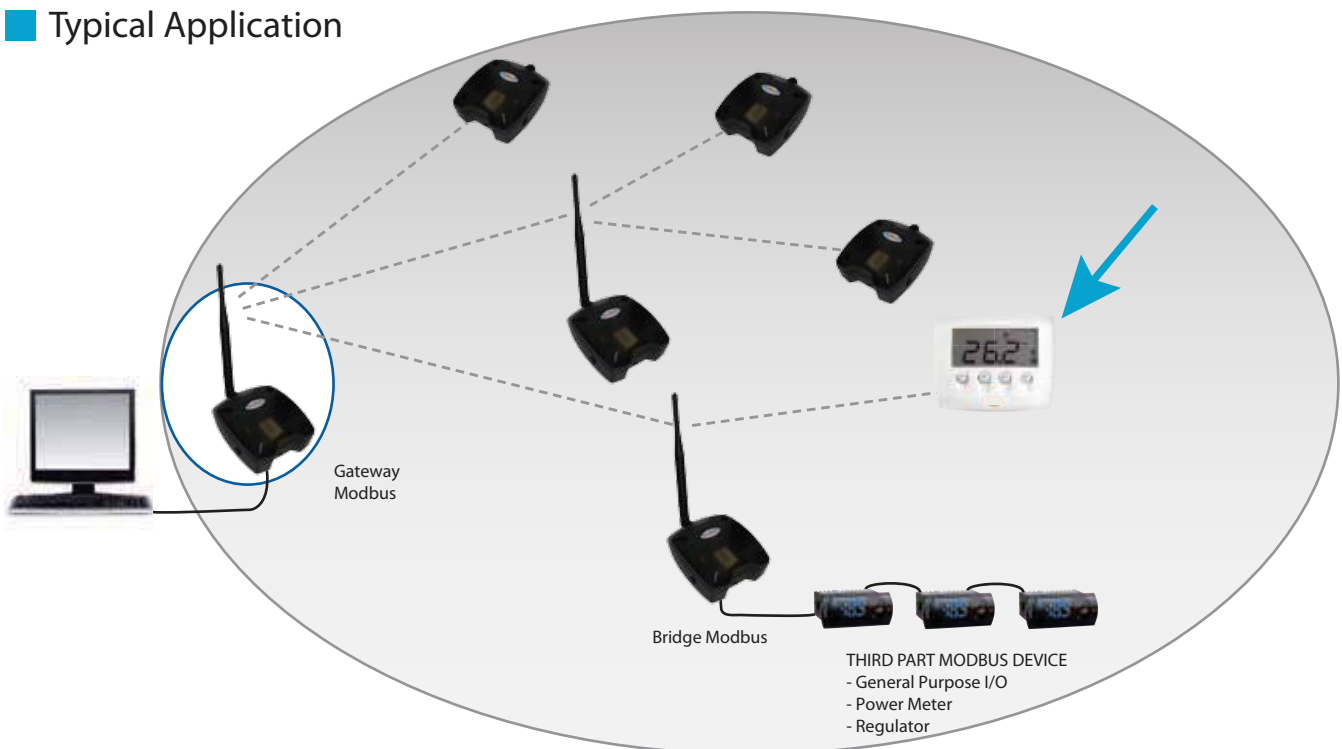 Typical Application
26.2
Gateway
Modbus
Bridge Modbus
THIRD PART MODBUS DEVICE
- General Purpose I/O
- Power Meter
- Regulator